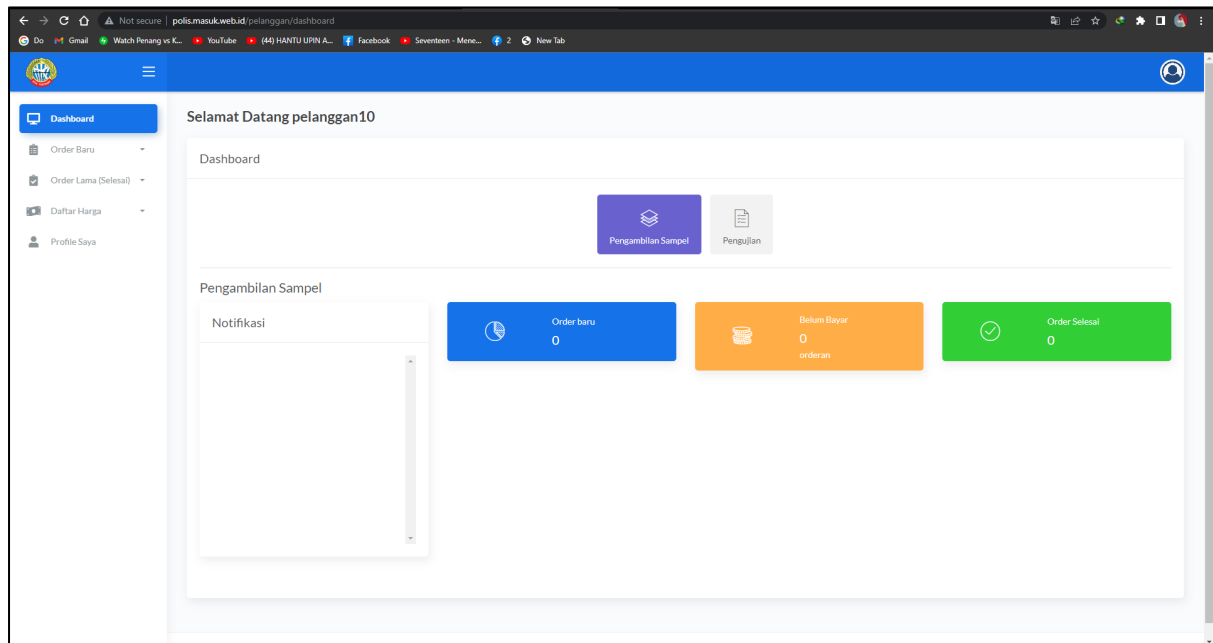 Not secure | polis.masuk.web.id/pelanggan/dashboard
Do Gmail Watch Penang vs K... YouTube (44) HANTU UPIN A... Facebook Seventeen - Mene... 2 New Tab
Dashboard
Order Baru
Order Lama (Selesai)
Daftar Harga
Profile Saya
Selamat Datang pelanggan10
Dashboard
Pengambilan Sampel
Pengujian
Pengambilan Sampel
Notifikasi
Order baru
0
Belum Bayar
0
orderan
Order Selesai
0